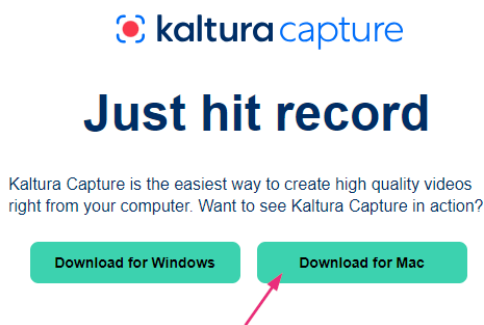 kaltura capture
Just hit record
Kaltura Capture is the easiest way to create high quality videos
right from your computer. Want to see Kaltura Capture in action?
Download for Windows
Download for Mac